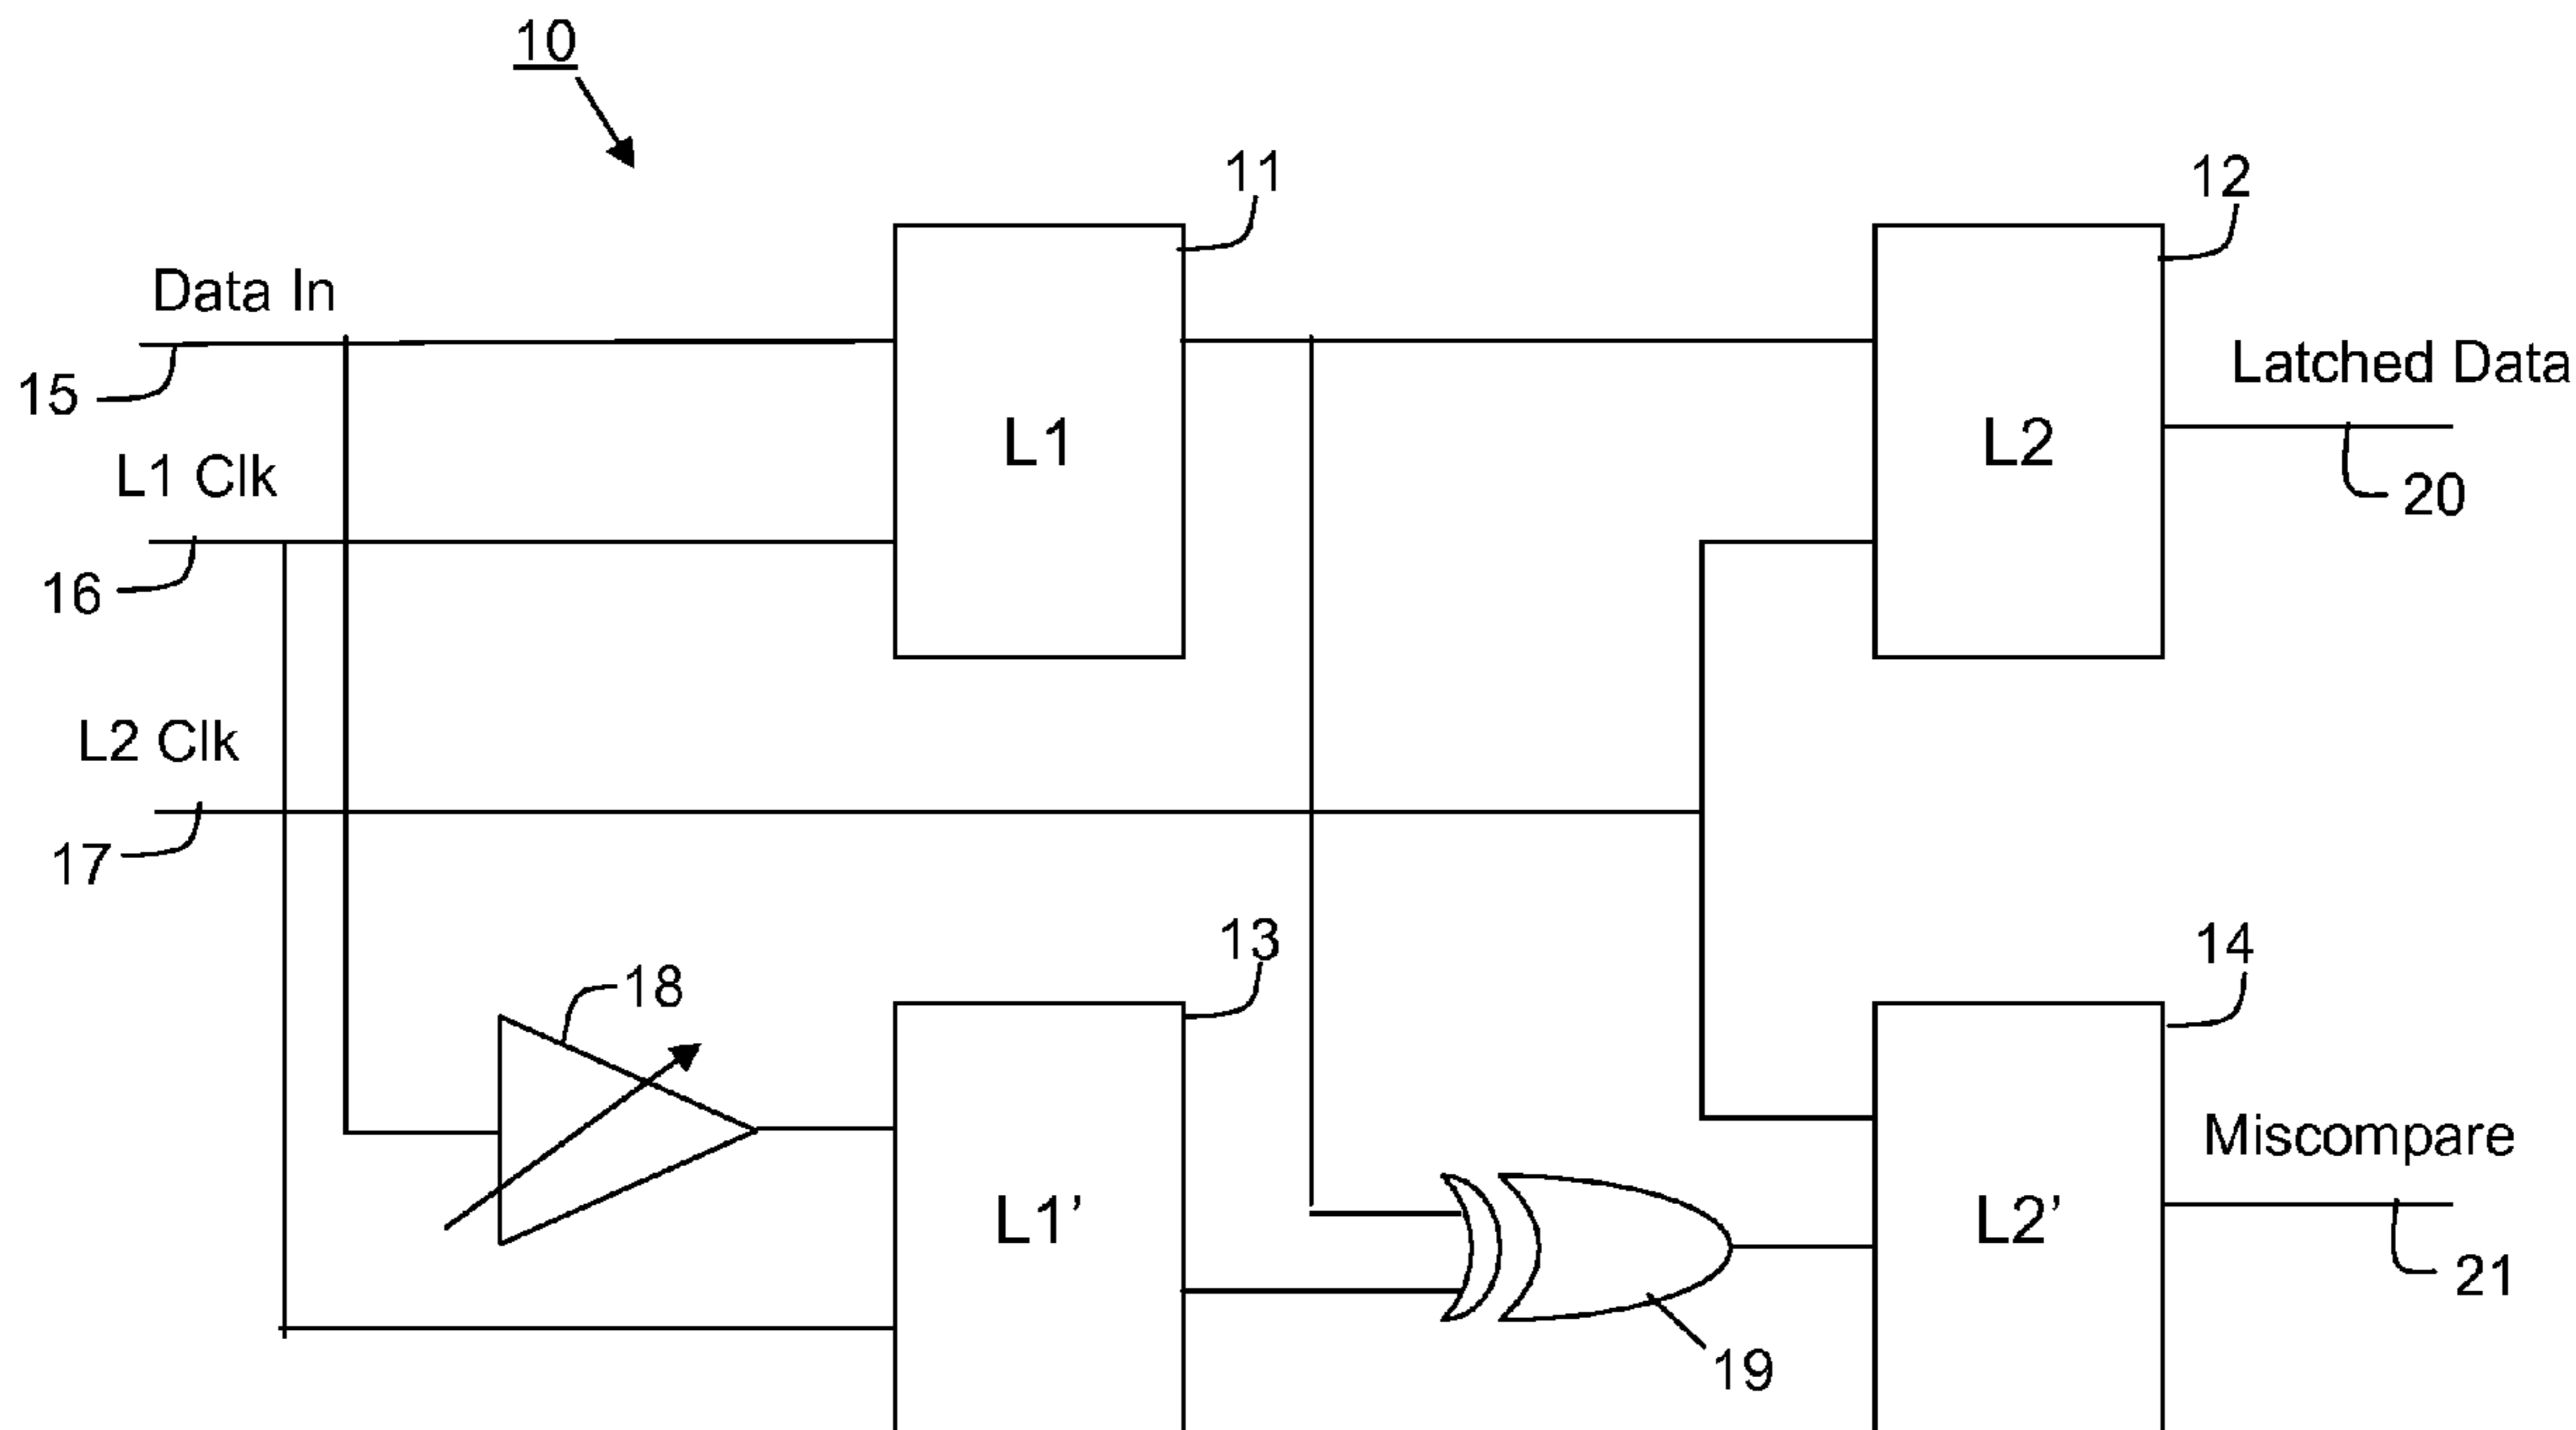 10
11
12
Data In
15
L1
L2
Latched Data
20
L1 Clk
16
L2 Clk
17
13
14
18
L1’
L2’
Miscompare
21
19